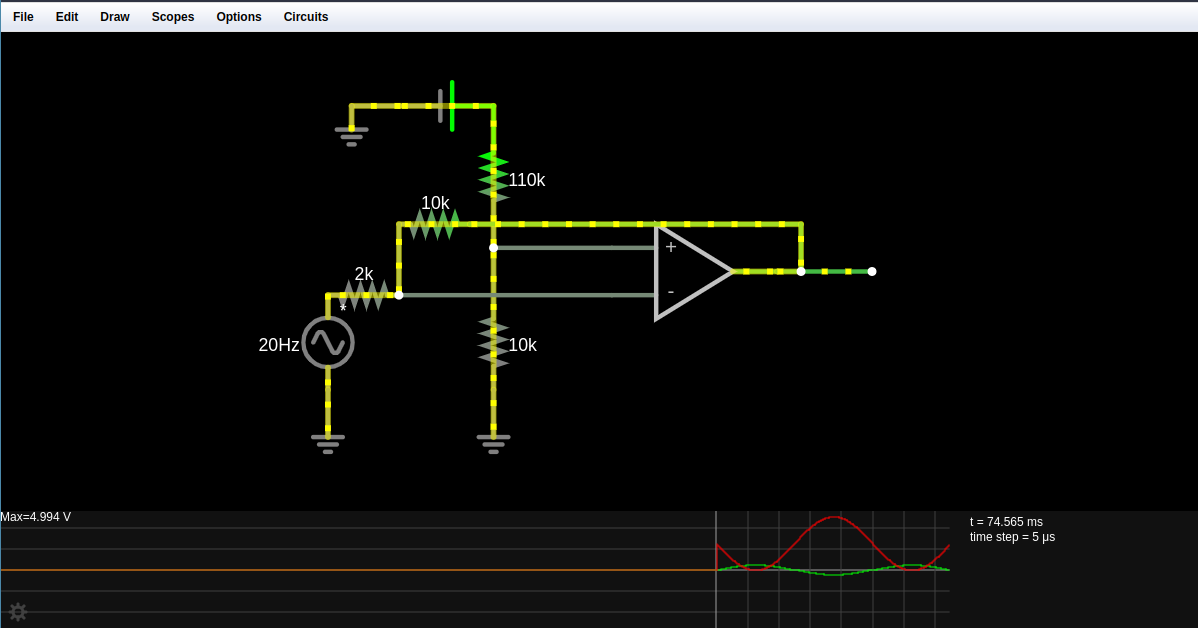 File Edit Draw Scopes Options Circuits
110k
10k
+
2k
-
*
20Hz
10k
Max=4.994 V
t = 74.565 ms
time step = 5 μs